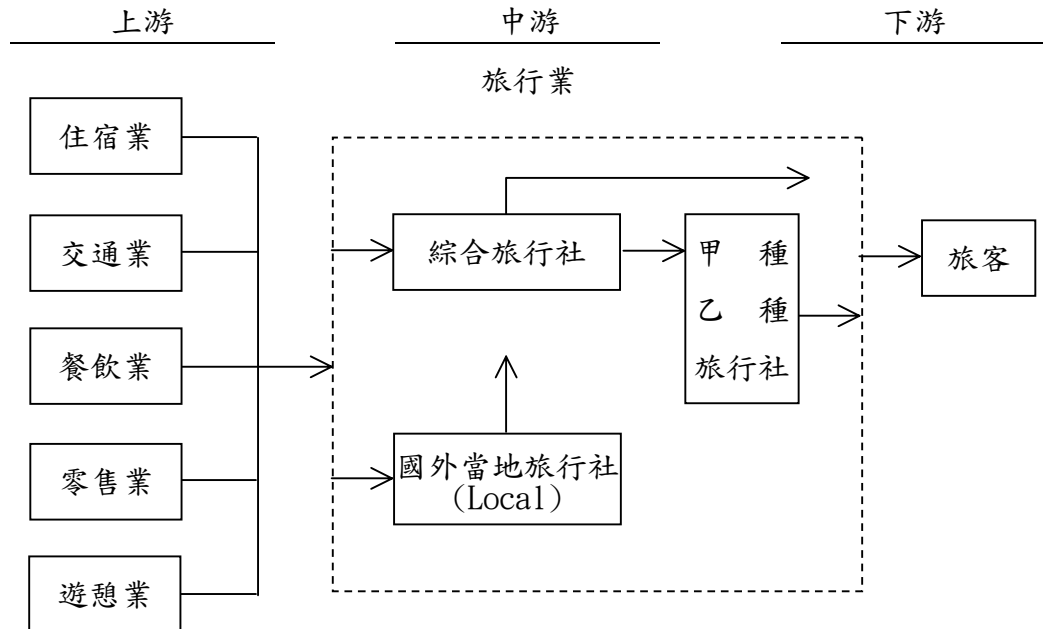 上游
中游
下游
旅行業
住宿業
交通業
餐飲業
零售業
遊憩業
綜合旅行社
國外當地旅行社
(Local)
甲 種
乙 種
旅行社
旅客